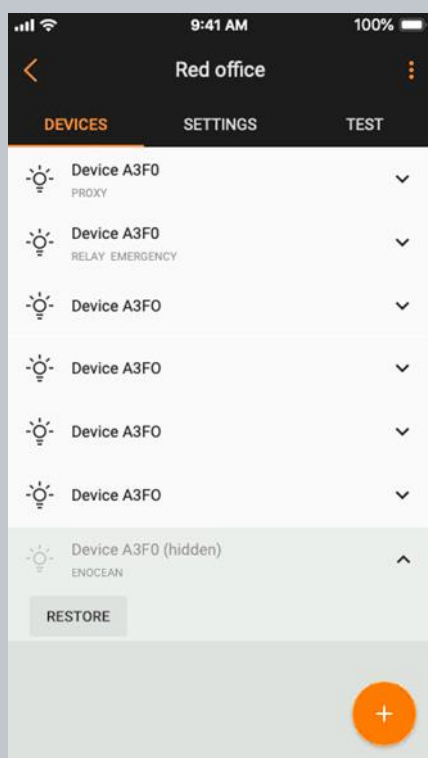 9:41 AM 100%
Red office
DEVICES SETTINGS TEST
Device A3F0
PROXY
Device A3F0
RELAY EMERGENCY
Device A3FO
Device A3FO
Device A3FO
Device A3FO
Device A3F0 (hidden)
ENOCEAN
RESTORE